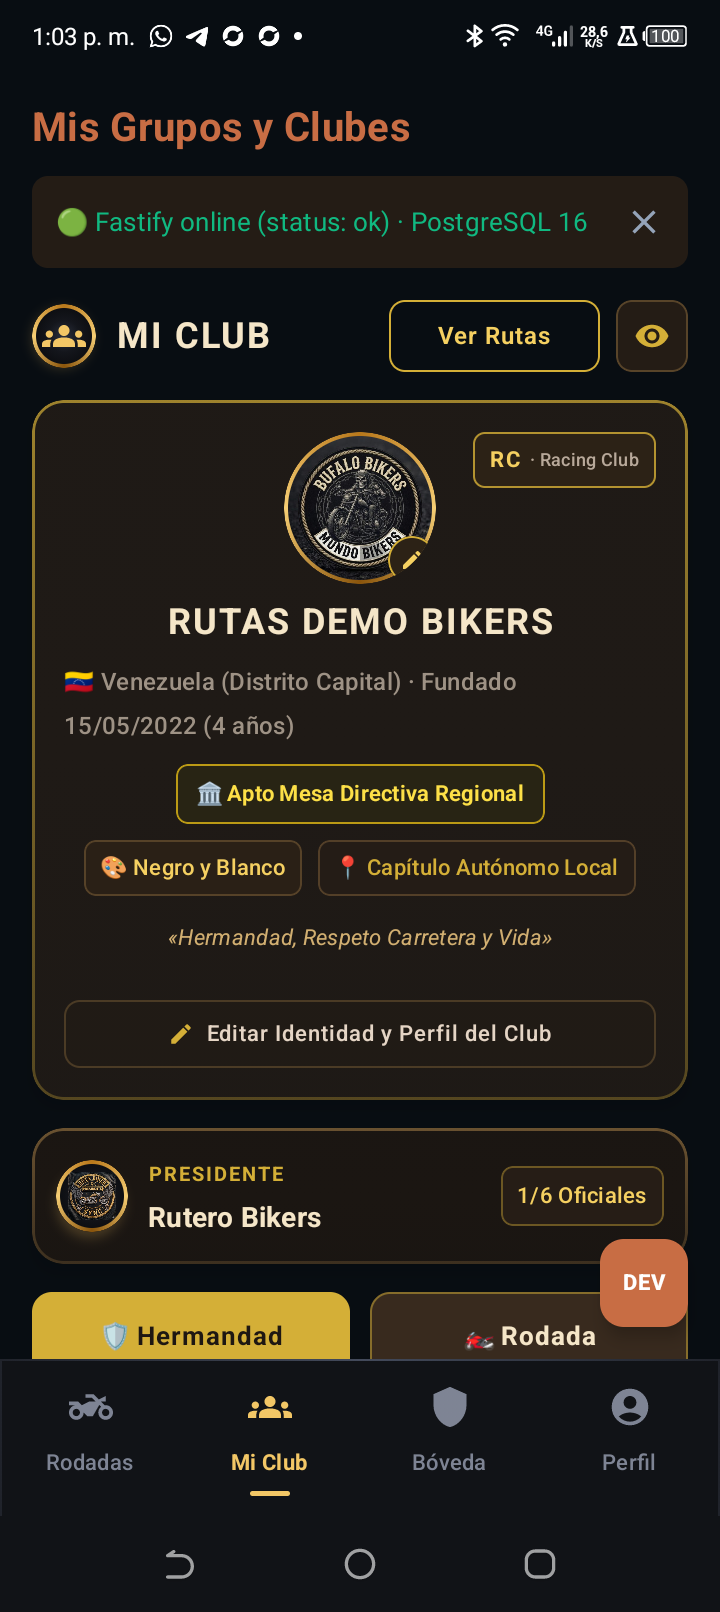 1:03 p. m.
4G
28,6
K/S
100
Mis Grupos y Clubes
Fastify online (status: ok) · PostgreSQL 16
MI CLUB
Ver Rutas
RC · Racing Club
BUFALO BIKERS
MUNDO BIKERS
RUTAS DEMO BIKERS
Venezuela (Distrito Capital) · Fundado
15/05/2022 (4 años)
Apto Mesa Directiva Regional
Negro y Blanco
Capítulo Autónomo Local
«Hermandad, Respeto Carretera y Vida»
Editar Identidad y Perfil del Club
PRESIDENTE
Rutero Bikers
1/6 Oficiales
DEV
Hermandad
Rodada
Rodadas
Mi Club
Bóveda
Perfil